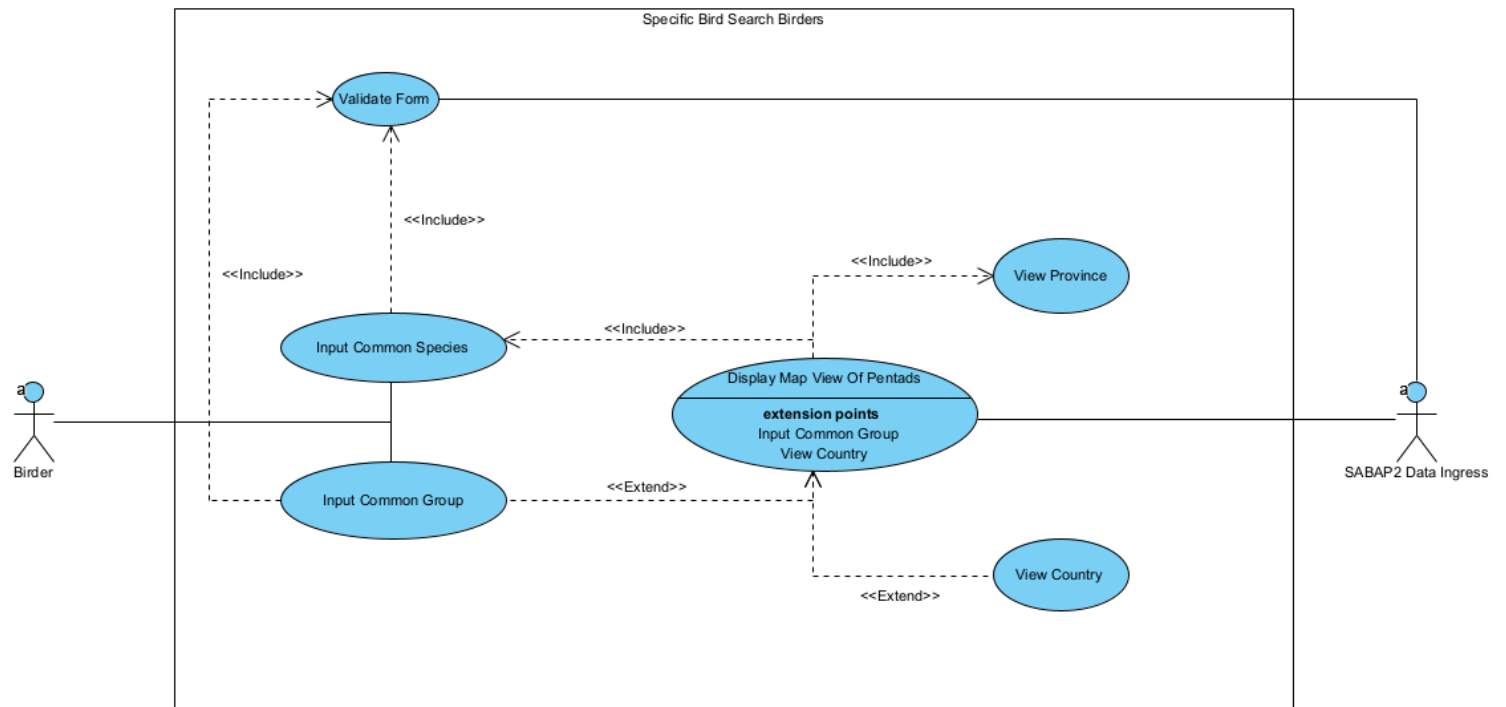 Specific Bird Search Birders
Validate Form
<<Include>>
<<Include>>
<<Include>>
View Province
<<Include>>
Input Common Species
Display Map View Of Pentads
a
a
extension points
Input Common Group
View Country
Birder
SABAP2 Data Ingress
Input Common Group
<<Extend>>
View Country
<<Extend>>